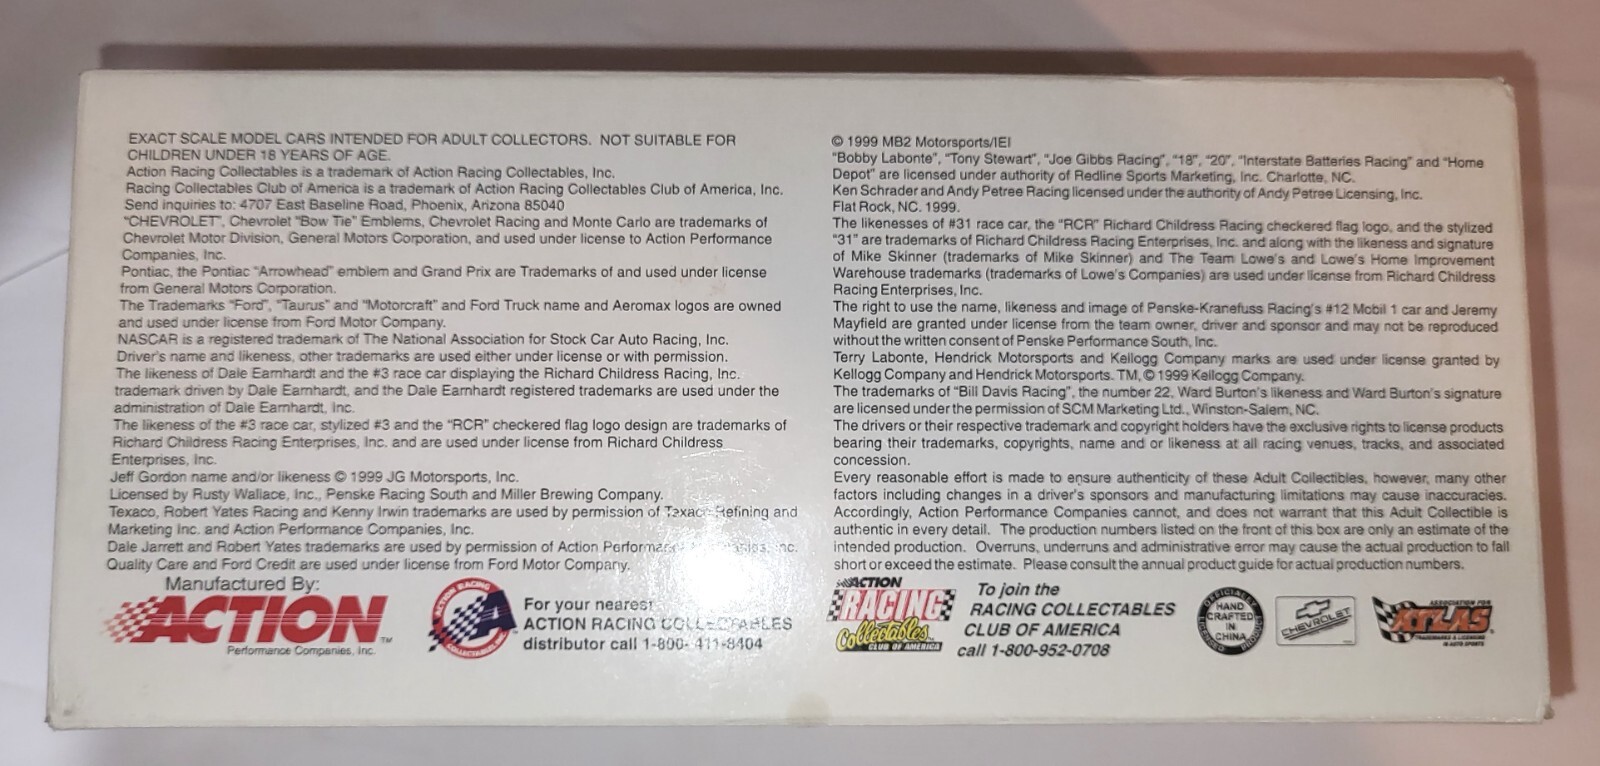 EXACT SCALE MODEL CARS INTENDED FOR ADULT COLLECTORS. NOT SUITABLE FOR
CHILDREN UNDER 18 YEARS OF AGE.
Action Racing Collectables is a trademark of Action Racing Collectables, Inc.
Racing Collectables Club of America is a trademark of Action Racing Collectables Club of America, Inc.
Send inquiries to: 4707 East Baseline Road, Phoenix, Arizona 85040
"CHEVROLET", Chevrolet "Bow Tie" Emblems, Chevrolet Racing and Monte Carlo are trademarks of
Chevrolet Motor Division, General Motors Corporation, and used under license to Action Performance
Companies, Inc.
Pontiac, the Pontiac "Arrowhead" emblem and Grand Prix are Trademarks of and used under license
from General Motors Corporation.
The Trademarks "Ford", "Taurus" and "Motorcraft" and Ford Truck name and Aeromax logos are owned
and used under license from Ford Motor Company.
NASCAR is a registered trademark of The National Association for Stock Car Auto Racing, Inc.
Driver's name and likeness, other trademarks are used either under license or with permission.
The likeness of Dale Earnhardt and the #3 race car displaying the Richard Childress Racing, Inc.
trademark driven by Dale Earnhardt, and the Dale Earnhardt registered trademarks are used under the
administration of Dale Earnhardt, Inc.
The likeness of the #3 race car, stylized #3 and the "RCR" checkered flag logo design are trademarks of
Richard Childress Racing Enterprises, Inc. and are used under license from Richard Childress
Enterprises, Inc.
Jeff Gordon name and/or likeness © 1999 JG Motorsports, Inc.
Licensed by Rusty Wallace, Inc., Penske Racing South and Miller Brewing Company.
Texaco, Robert Yates Racing and Kenny Irwin trademarks are used by permission of Texaco Refining and
Marketing Inc. and Action Performance Companies, Inc.
Dale Jarrett and Robert Yates trademarks are used by permission of Action Performance Companies, Inc.
Quality Care and Ford Credit are used under license from Ford Motor Company.
Manufactured By:
ACTION TM
Performance Companies, Inc.
ACTION RACING
COLLECTABLES, INC.
For your nearest
ACTION RACING COLLECTABLES
distributor call 1-800-411-8404
© 1999 MB2 Motorsports/IEI
"Bobby Labonte", "Tony Stewart", "Joe Gibbs Racing", "18", "20", "Interstate Batteries Racing" and "Home
Depot" are licensed under authority of Redline Sports Marketing, Inc. Charlotte, NC.
Ken Schrader and Andy Petree Racing licensed under the authority of Andy Petree Licensing, Inc.
Flat Rock, NC. 1999.
The likenesses of #31 race car, the "RCR" Richard Childress Racing checkered flag logo, and the stylized
"31" are trademarks of Richard Childress Racing Enterprises, Inc. and along with the likeness and signature
of Mike Skinner (trademarks of Mike Skinner) and The Team Lowe's and Lowe's Home Improvement
Warehouse trademarks (trademarks of Lowe's Companies) are used under license from Richard Childress
Racing Enterprises, Inc.
The right to use the name, likeness and image of Penske-Kranefuss Racing's #12 Mobil 1 car and Jeremy
Mayfield are granted under license from the team owner, driver and sponsor and may not be reproduced
without the written consent of Penske Performance South, Inc.
Terry Labonte, Hendrick Motorsports and Kellogg Company marks are used under license granted by
Kellogg Company and Hendrick Motorsports. TM, © 1999 Kellogg Company.
The trademarks of "Bill Davis Racing", the number 22, Ward Burton's likeness and Ward Burton's signature
are licensed under the permission of SCM Marketing Ltd., Winston-Salem, NC.
The drivers or their respective trademark and copyright holders have the exclusive rights to license products
bearing their trademarks, copyrights, name and or likeness at all racing venues, tracks, and associated
concession.
Every reasonable effort is made to ensure authenticity of these Adult Collectibles, however, many other
factors including changes in a driver's sponsors and manufacturing limitations may cause inaccuracies.
Accordingly, Action Performance Companies cannot, and does not warrant that this Adult Collectible is
authentic in every detail. The production numbers listed on the front of this box are only an estimate of the
intended production. Overruns, underruns and administrative error may cause the actual production to fall
short or exceed the estimate. Please consult the annual product guide for actual production numbers.
ACTION
RACING
Collectables
CLUB OF AMERICA
To join the
RACING COLLECTABLES
CLUB OF AMERICA
call 1-800-952-0708
OFFICIALLY
LICENSED
HAND
CRAFTED
IN
CHINA
CHEVROLET
ASSOCIATION FOR
ATLAS
TRADEMARKS & LICENSING
IN AUTO SPORTS